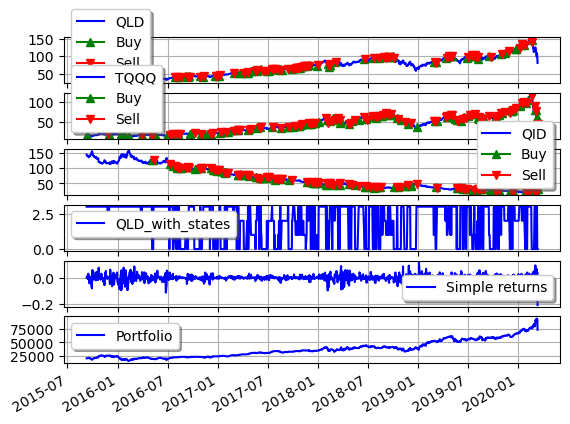 QLD
Buy
Sell
150
100
50
TQQQ
Buy
Sell
100
50
QID
Buy
Sell
150
100
50
QLD_with_states
2.5
0.0
Simple returns
0.0
−0.2
Portfolio
75000
50000
25000
2015-07 2016-01 2016-07 2017-01 2017-07 2018-01 2018-07 2019-01 2019-07 2020-01